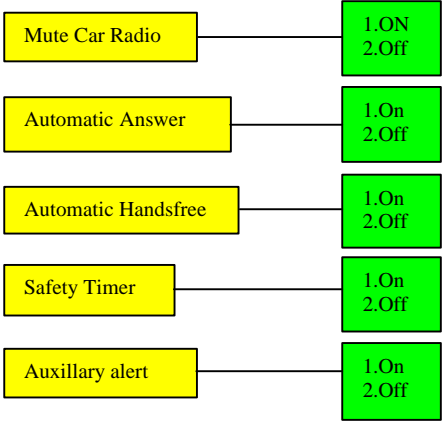 Mute Car Radio
1.ON
2.Off
Automatic Answer
1.On
2.Off
Automatic Handsfree
1.On
2.Off
Safety Timer
1.On
2.Off
Auxillary alert
1.On
2.Off